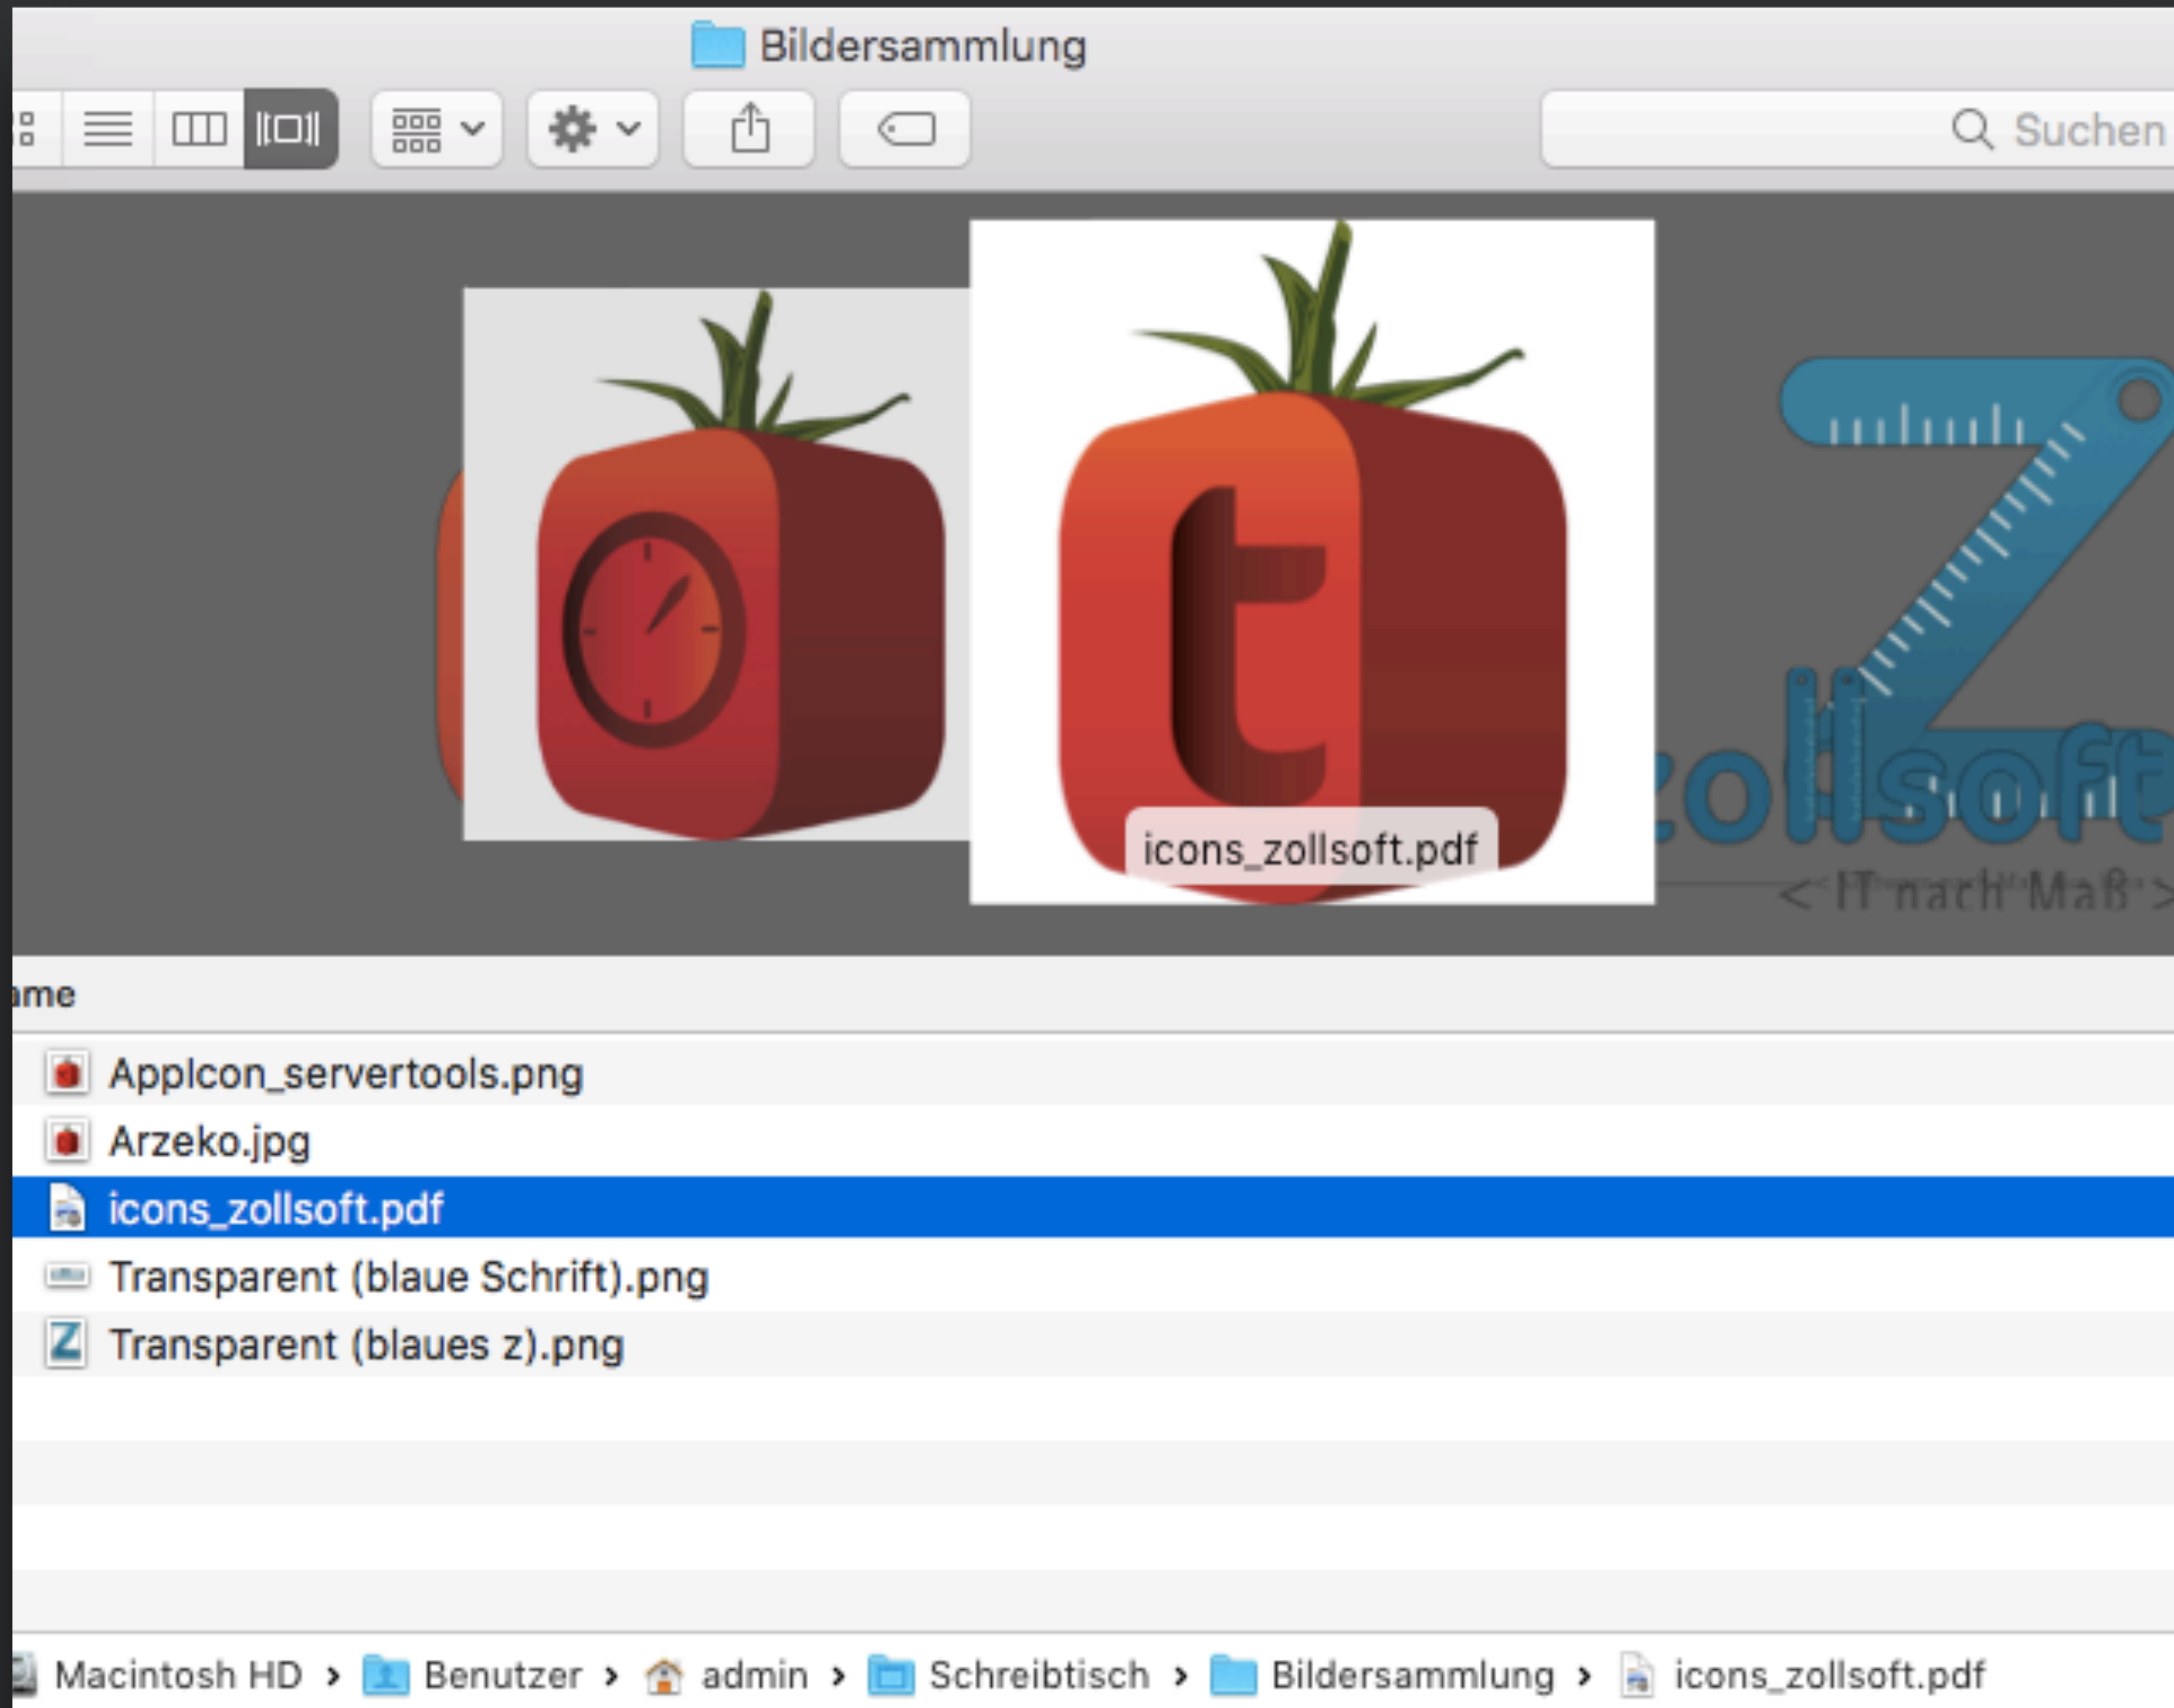 Bildersammlung
Suchen
t
icons_zollsoft.pdf
zollsoft
< IT nach Maß >
ame
AppIcon_servertools.png
Arzeko.jpg
icons_zollsoft.pdf
Transparent (blaue Schrift).png
Transparent (blaues z).png
Macintosh HD › Benutzer › admin › Schreibtisch › Bildersammlung › icons_zollsoft.pdf